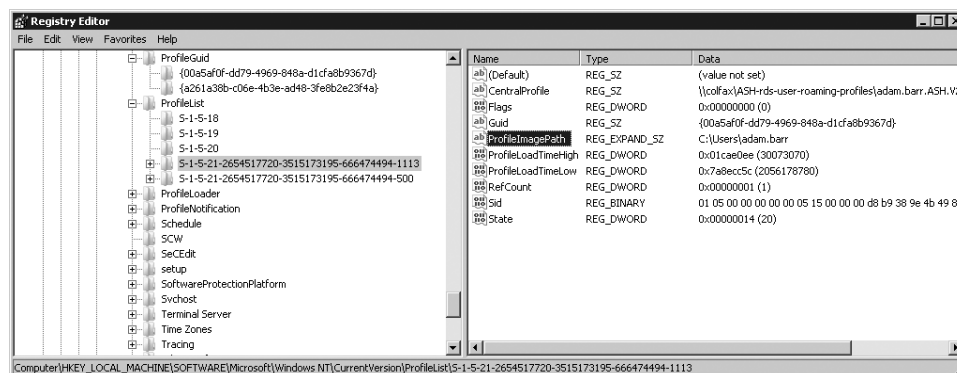 Registry Editor
File Edit View Favorites Help
ProfileGuid
{00a5af0f-dd79-4969-848a-d1cfa8b9367d}
{a261a38b-c06e-4b3e-ad48-3fe8b2e23f4a}
ProfileList
S-1-5-18
S-1-5-19
S-1-5-20
S-1-5-21-2654517720-3515173195-666474494-1113
S-1-5-21-2654517720-3515173195-666474494-500
ProfileLoader
ProfileNotification
Schedule
SCW
SeCEdit
setup
SoftwareProtectionPlatform
Svchost
Terminal Server
Time Zones
Tracing
Name Type Data
(Default) REG_SZ (value not set)
CentralProfile REG_SZ \\colfax\ASH-rds-user-roaming-profiles\adam.barr.ASH.V2
Flags REG_DWORD 0x00000000 (0)
Guid REG_SZ {00a5af0f-dd79-4969-848a-d1cfa8b9367d}
ProfileImagePath REG_EXPAND_SZ C:\Users\adam.barr
ProfileLoadTimeHigh REG_DWORD 0x01cae0ee (30073070)
ProfileLoadTimeLow REG_DWORD 0x7a8ecc5c (2056178780)
RefCount REG_DWORD 0x00000001 (1)
Sid REG_BINARY 01 05 00 00 00 00 00 05 15 00 00 00 d8 b9 38 9e 4b 49 8
State REG_DWORD 0x00000014 (20)
Computer\HKEY_LOCAL_MACHINE\SOFTWARE\Microsoft\Windows NT\CurrentVersion\ProfileList\S-1-5-21-2654517720-3515173195-666474494-1113